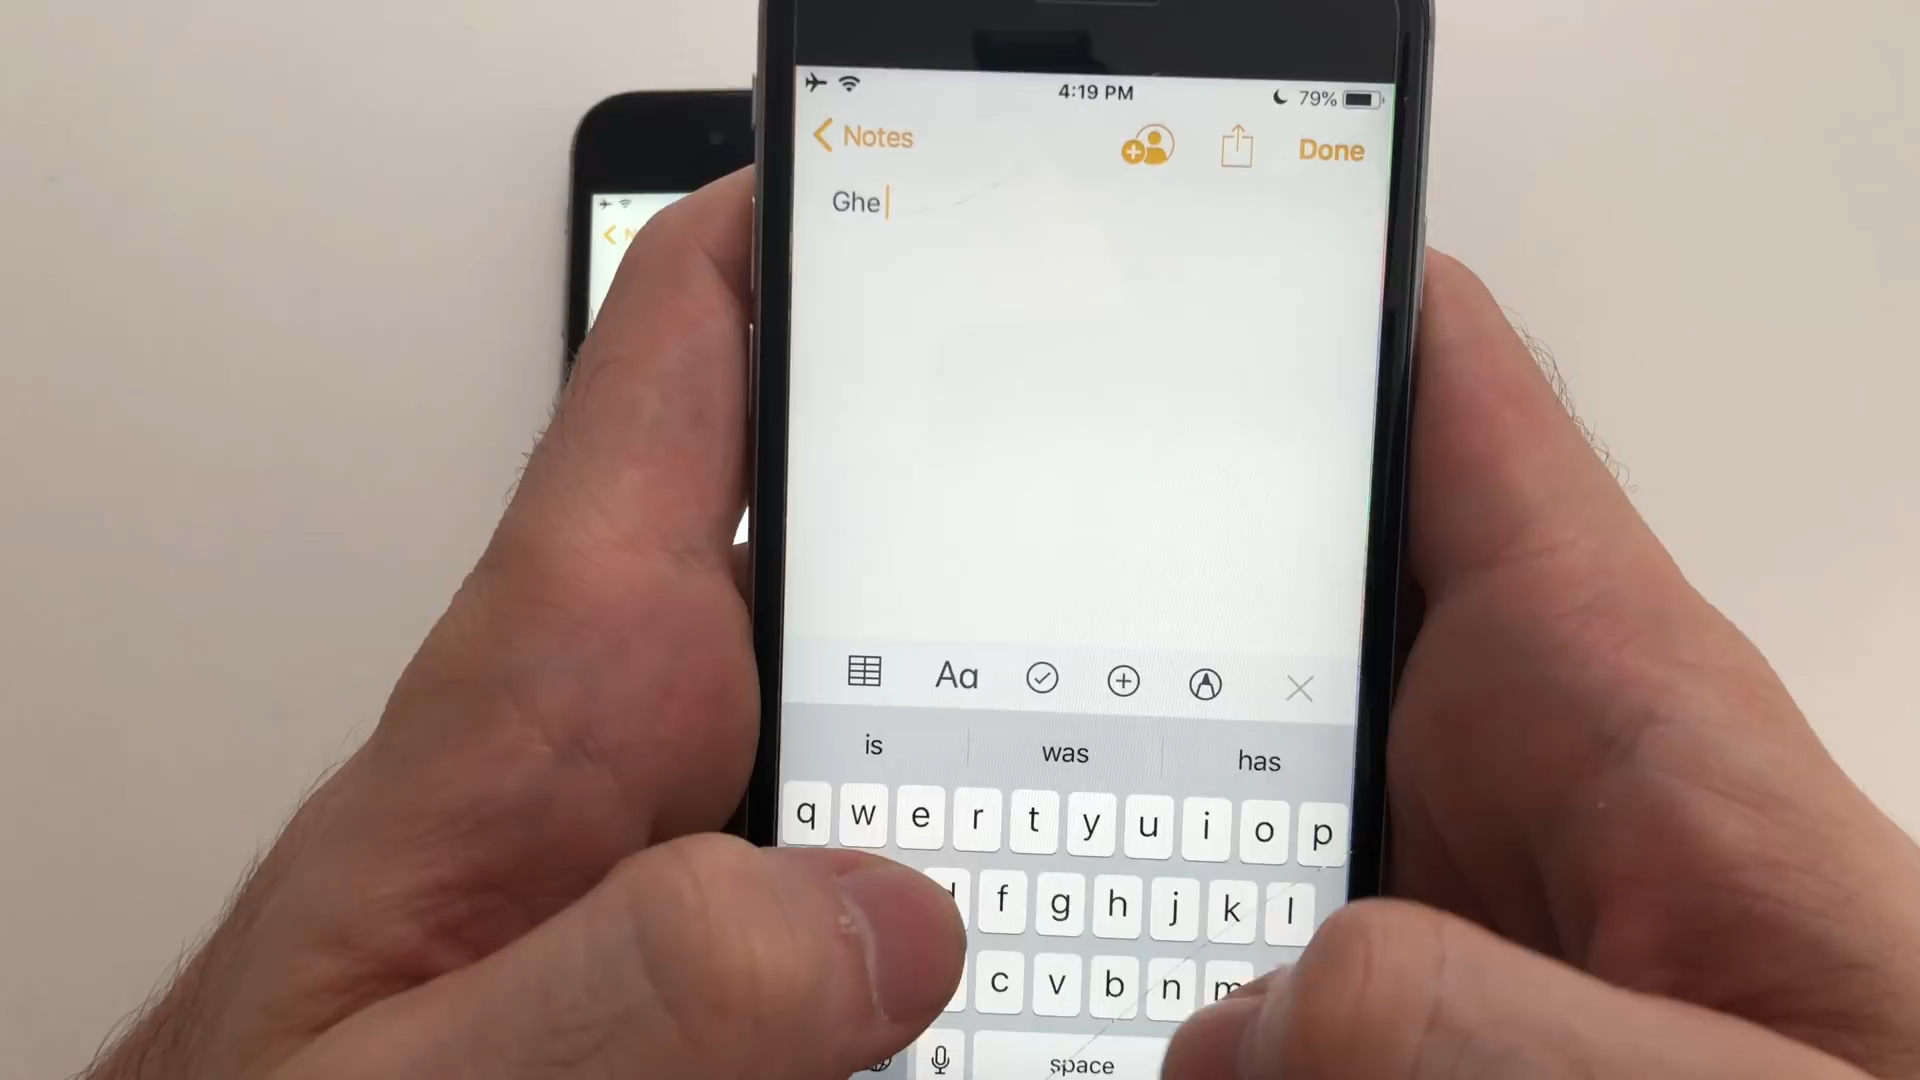 4:19 PM
79%
Notes
Done
Ghe
Aa
is was has
q w e r t y u i o p
f g h j k l
c v b n m
space